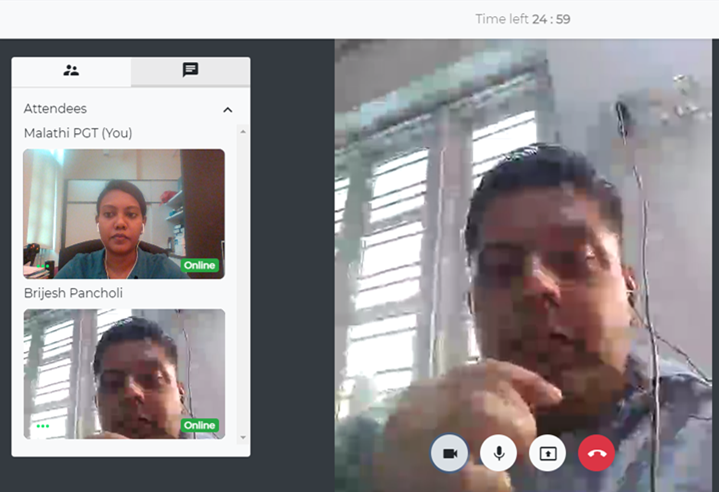 Time left 24 : 59
Attendees
Malathi PGT (You)
Online
Brijesh Pancholi
Online